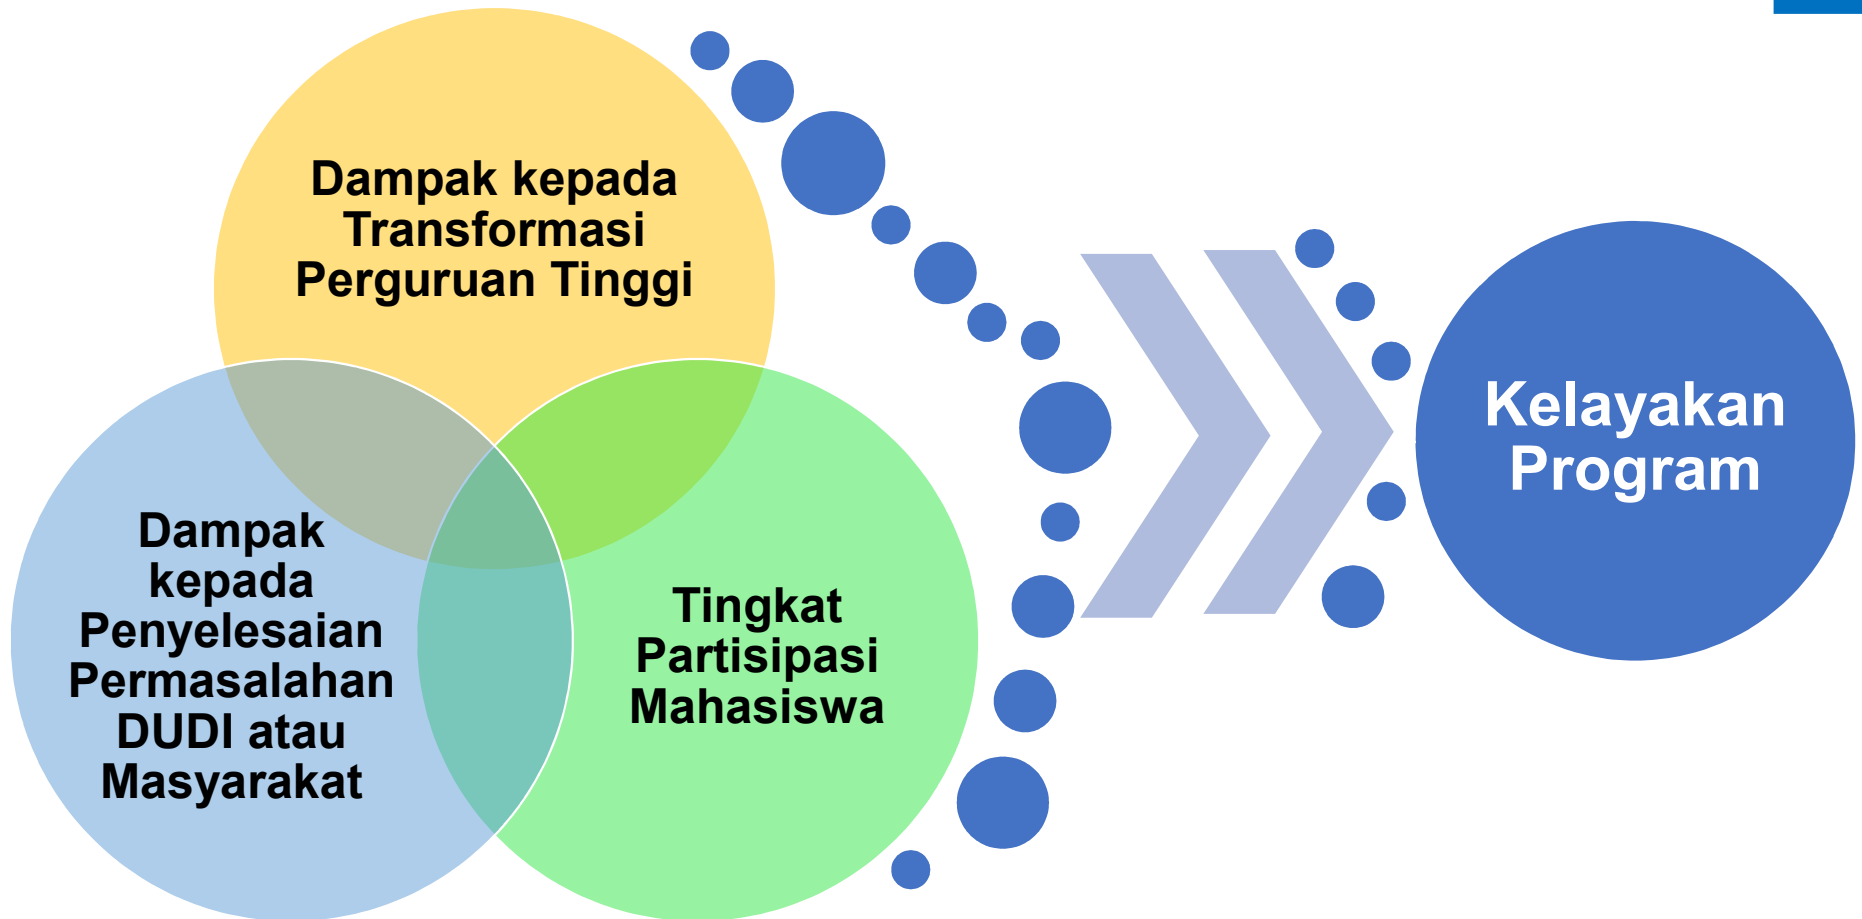 Dampak kepada
Transformasi
Perguruan Tinggi
Dampak
kepada
Penyelesaian
Permasalahan
DUDI atau
Masyarakat
Tingkat
Partisipasi
Mahasiswa
Kelayakan
Program